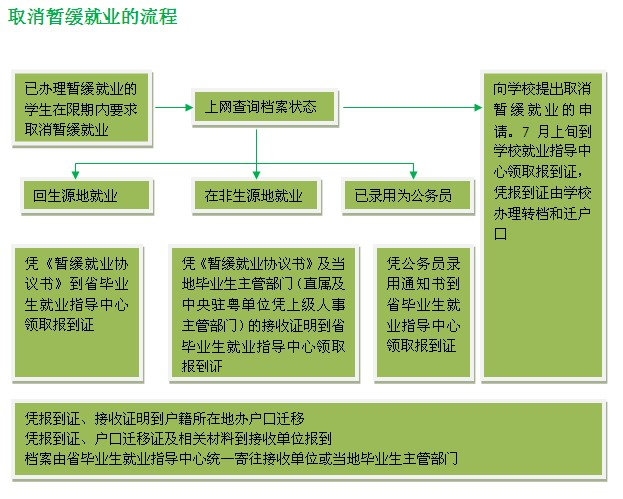 取消暂缓就业的流程
已办理暂缓就业的
学生在限期内要求
取消暂缓就业
上网查询档案状态
向学校提出取消
暂缓就业的申
请。7月上旬到
学校就业指导中
心领取报到证，
凭报到证由学校
办理转档和迁户
口
回生源地就业
在非生源地就业
已录用为公务员
凭《暂缓就业协
议书》到省毕业
生就业指导中心
领取报到证
凭《暂缓就业协议书》及当
地毕业生主管部门（直属及
中央驻粤单位凭上级人事
主管部门）的接收证明到省
毕业生就业指导中心领取
报到证
凭公务员录
用通知书到
省毕业生就
业指导中心
领取报到证
凭报到证、接收证明到户籍所在地办户口迁移
凭报到证、户口迁移证及相关材料到接收单位报到
档案由省毕业生就业指导中心统一寄往接收单位或当地毕业生主管部门